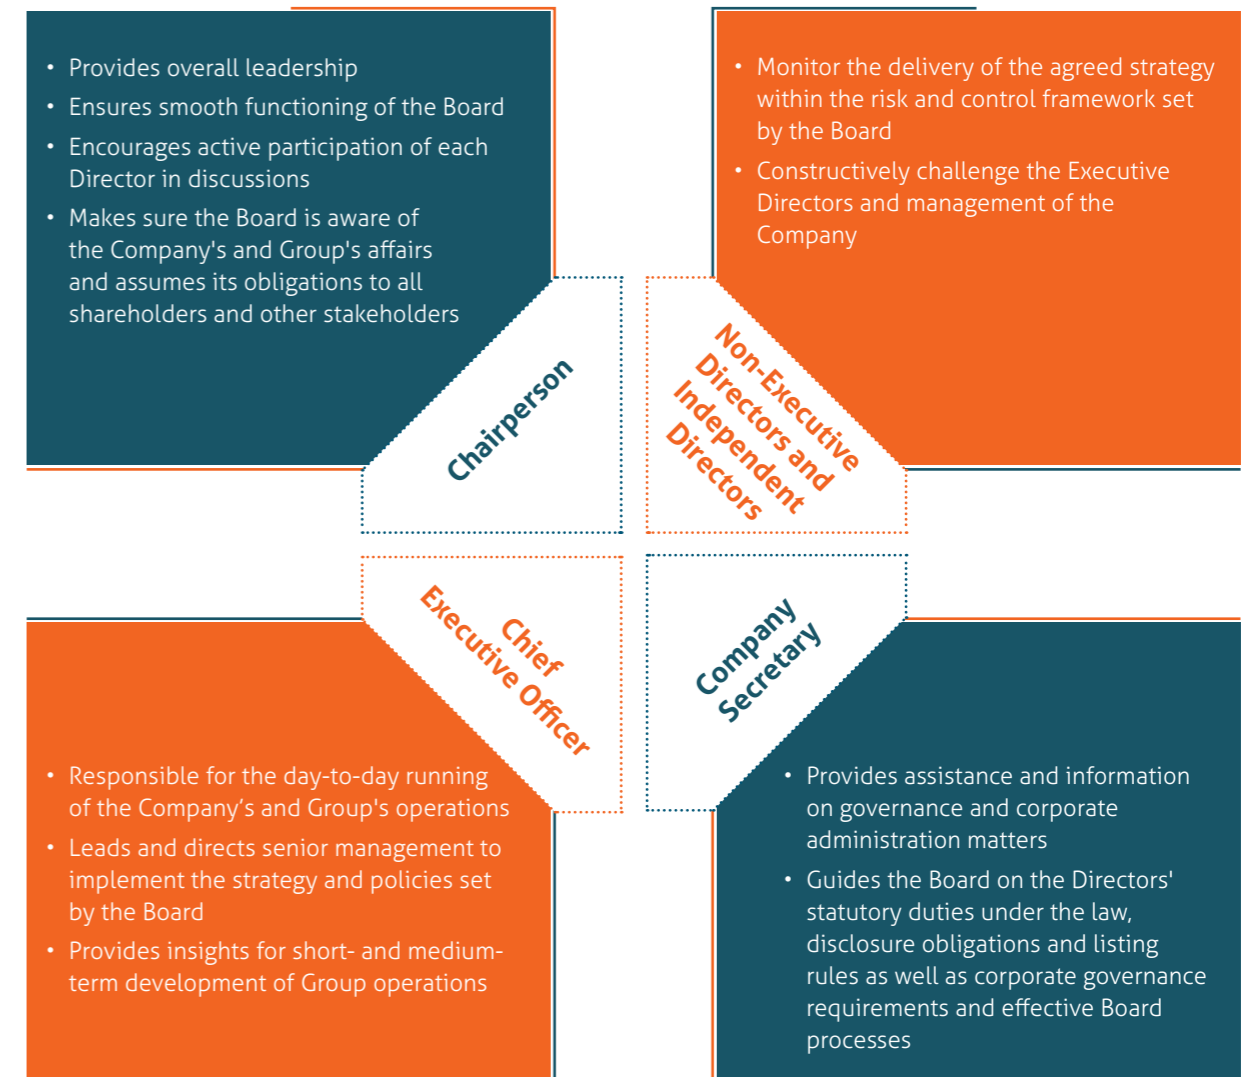 • Provides overall leadership
• Ensures smooth functioning of the Board
• Encourages active participation of each
Director in discussions
• Makes sure the Board is aware of
the Company's and Group's affairs
and assumes its obligations to all
shareholders and other stakeholders
Chairperson
• Monitor the delivery of the agreed strategy
within the risk and control framework set
by the Board
• Constructively challenge the Executive
Directors and management of the
Company
Non-Executive
Directors and
Independent
Directors
Chief
Executive Officer
• Responsible for the day-to-day running
of the Company’s and Group's operations
• Leads and directs senior management to
implement the strategy and policies set
by the Board
• Provides insights for short- and medium-
term development of Group operations
Company
Secretary
• Provides assistance and information
on governance and corporate
administration matters
• Guides the Board on the Directors'
statutory duties under the law,
disclosure obligations and listing
rules as well as corporate governance
requirements and effective Board
processes